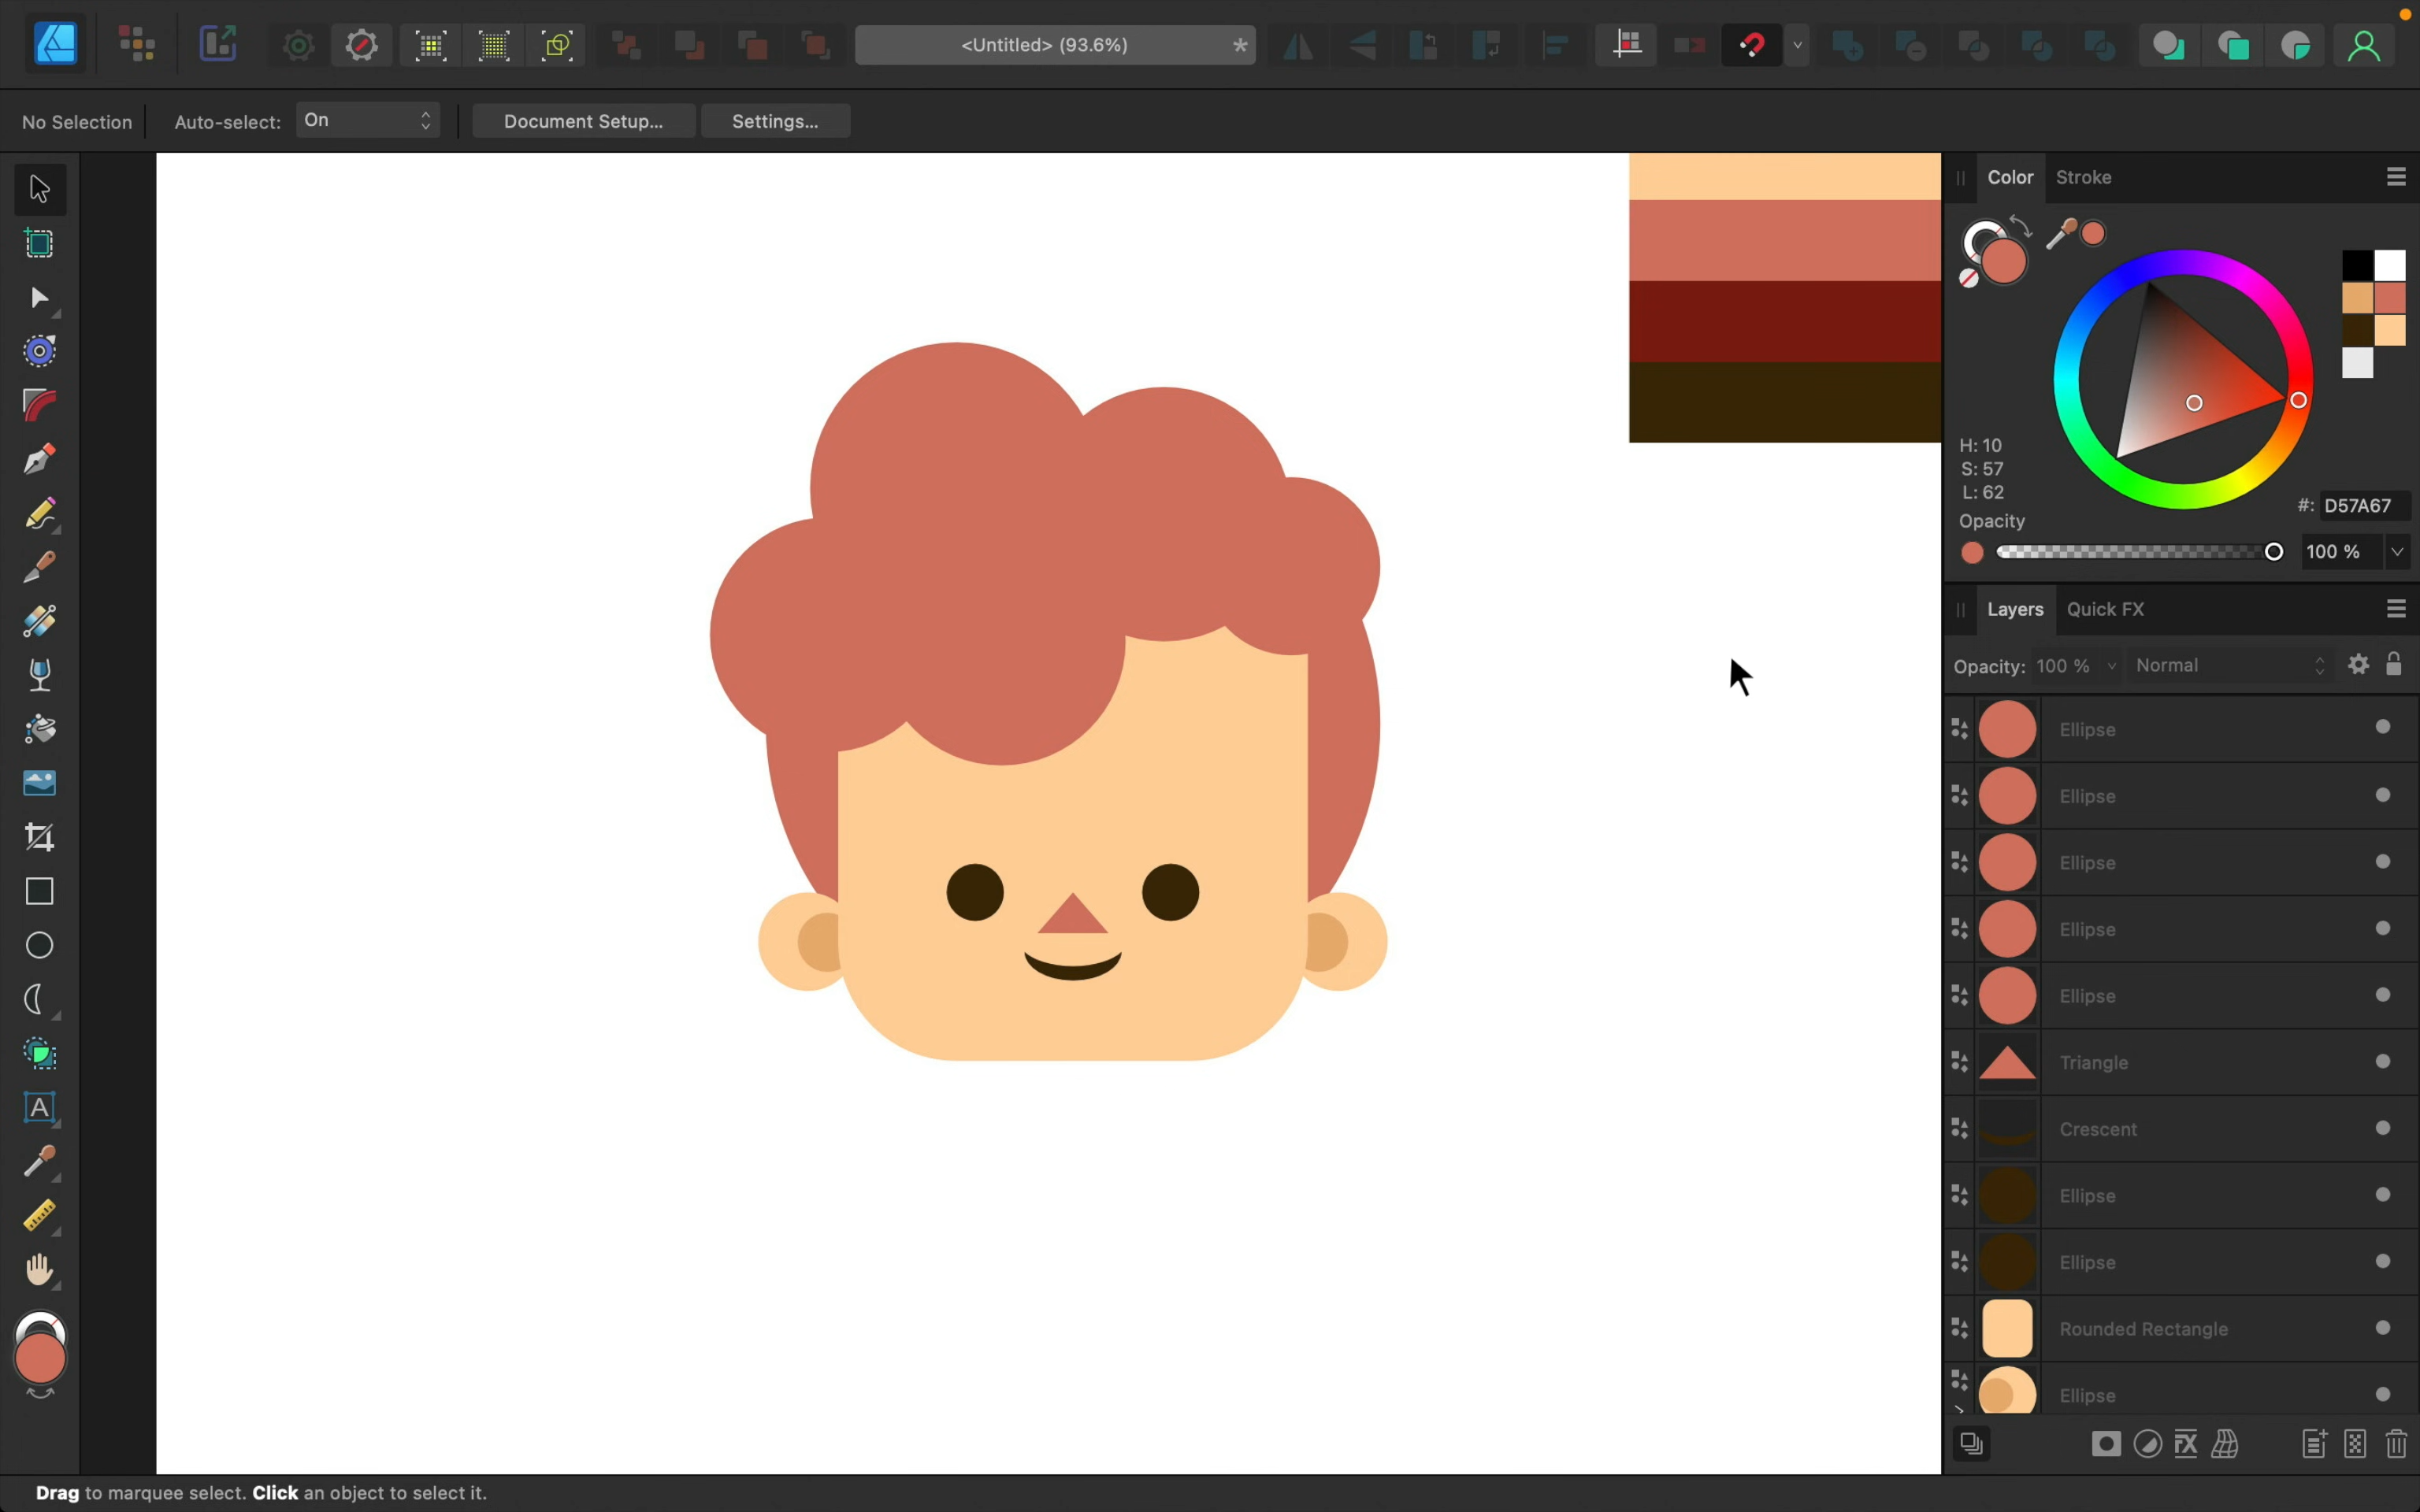 <Untitled> (93.6%) *
No Selection Auto-select: On Document Setup... Settings...
Color Stroke
H: 10
S: 57
L: 62
#: D57A67
Opacity
100 %
Layers Quick FX
Opacity: 100 % Normal
Ellipse
Ellipse
Ellipse
Ellipse
Ellipse
Triangle
Crescent
Ellipse
Ellipse
Rounded Rectangle
Ellipse
A
FX
Drag to marquee select. Click an object to select it.